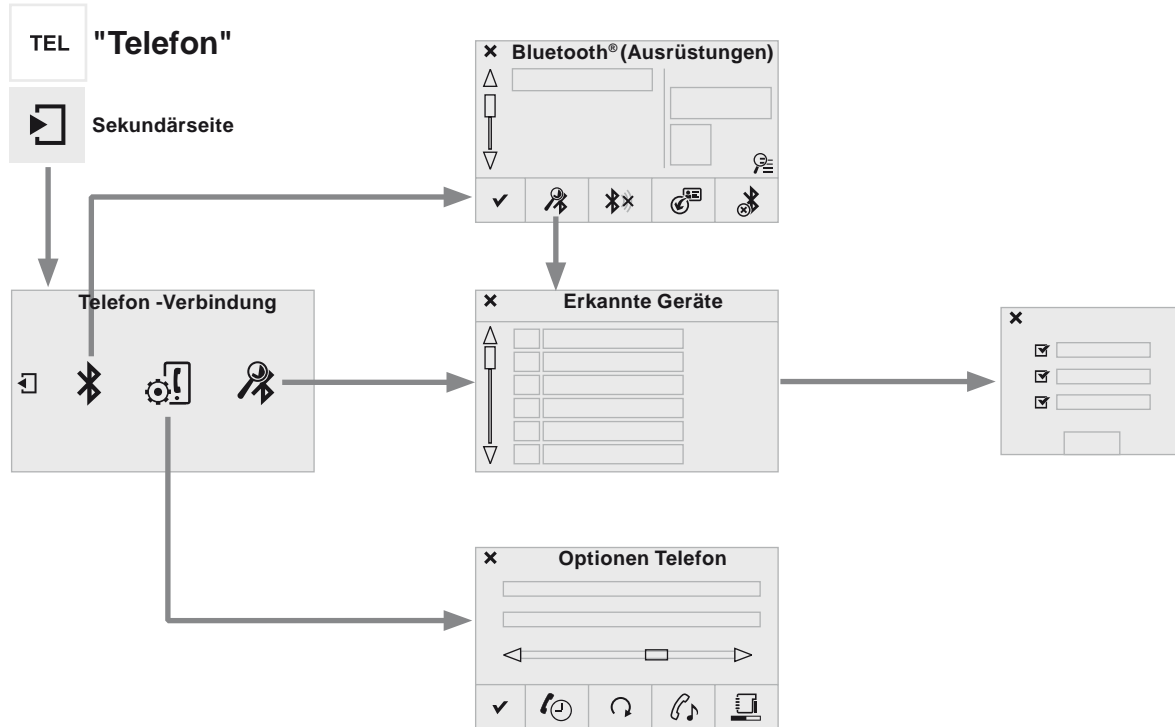 TEL "Telefon"
Sekundärseite
Bluetooth® (Ausrüstungen)
Telefon -Verbindung
Erkannte Geräte
Optionen Telefon